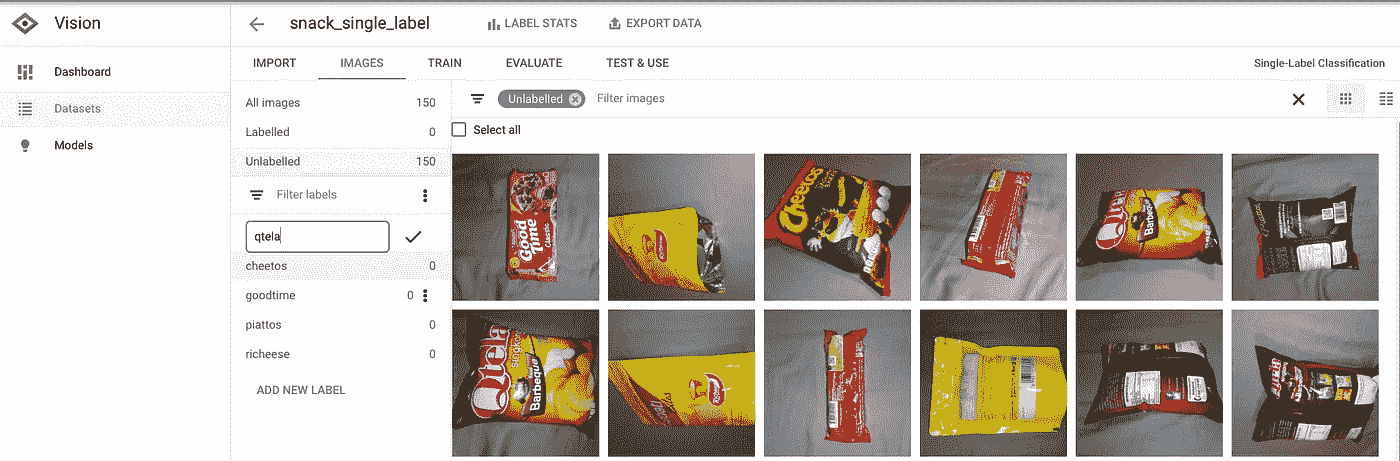 Vision
snack_single_label
LABEL STATS
EXPORT DATA
Dashboard
Datasets
Models
IMPORT
IMAGES
TRAIN
EVALUATE
TEST & USE
Single-Label Classification
All images 150
Labelled 0
Unlabelled 150
Filter labels
qtela
cheetos 0
goodtime 0
piattos 0
richeese 0
ADD NEW LABEL
Unlabelled
Filter images
Select all
Good
Time
Classic
Cheetos
Qtela
Barbeque
Qtela
Singkong
Barbeque